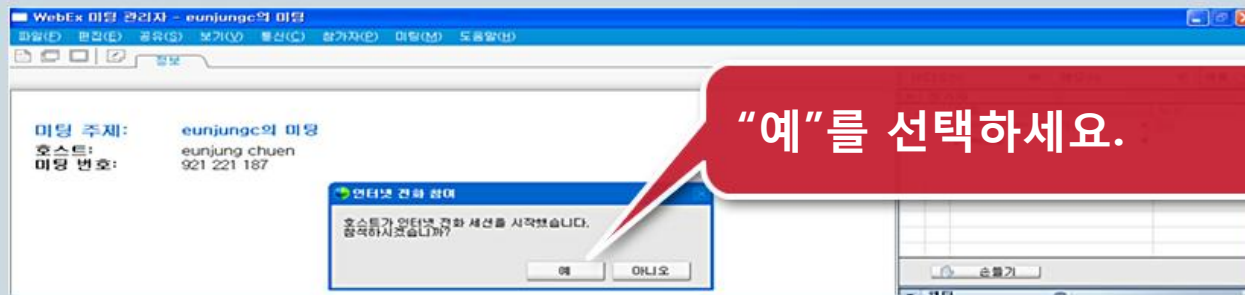 WebEx 미팅 관리자 - eunjungc의 미팅
파일(F) 편집(E) 공유(S) 보기(V) 통신(C) 참가자(P) 미팅(M) 도움말(H)
정보
“예”를 선택하세요.
미팅 주제: eunjungc의 미팅
호스트: eunjung chuen
미팅 번호: 921 221 187
인터넷 전화 참여
호스트가 인터넷 전화 세션을 시작했습니다.
참석하시겠습니까?
예 아니오
손들기